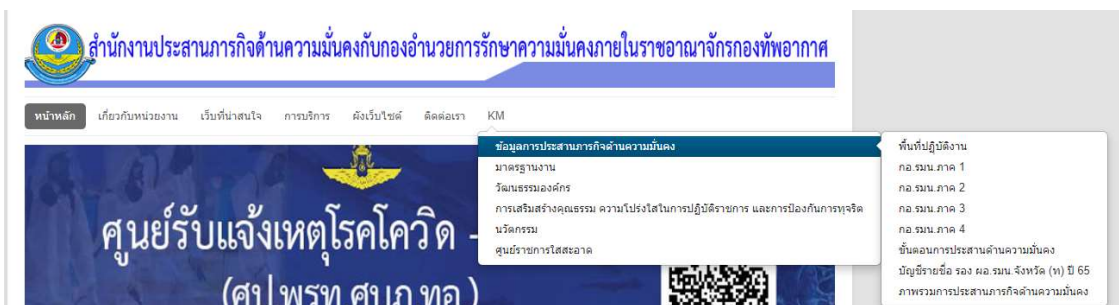 สำนักงานประสานภารกิจด้านความมั่นคงกับกองอำนวยการรักษาความมั่นคงภายในราชอาณาจักรกองทัพอากาศ
หน้าหลัก เกี่ยวกับหน่วยงาน เว็บที่น่าสนใจ การบริการ ผังเว็บไซต์ ติดต่อเรา KM
ข้อมูลการประสานภารกิจด้านความมั่นคง
มาตรฐานงาน
วัฒนธรรมองค์กร
การเสริมสร้างคุณธรรม ความโปร่งใสในการปฏิบัติราชการ และการป้องกันการทุจริต
นวัตกรรม
ศูนย์ราชการใสสะอาด
พื้นที่ปฏิบัติงาน
กอ.รมน.ภาค 1
กอ.รมน.ภาค 2
กอ.รมน.ภาค 3
กอ.รมน.ภาค 4
ขั้นตอนการประสานด้านความมั่นคง
บัญชีรายชื่อ รอง ผอ.รมน.จังหวัด (ท) ปี 65
ภาพรวมการประสานภารกิจด้านความมั่นคง
ศูนย์รับแจ้งเหตุโรคโควิด -
(ศป.พรท.ศบภ.ทอ.)